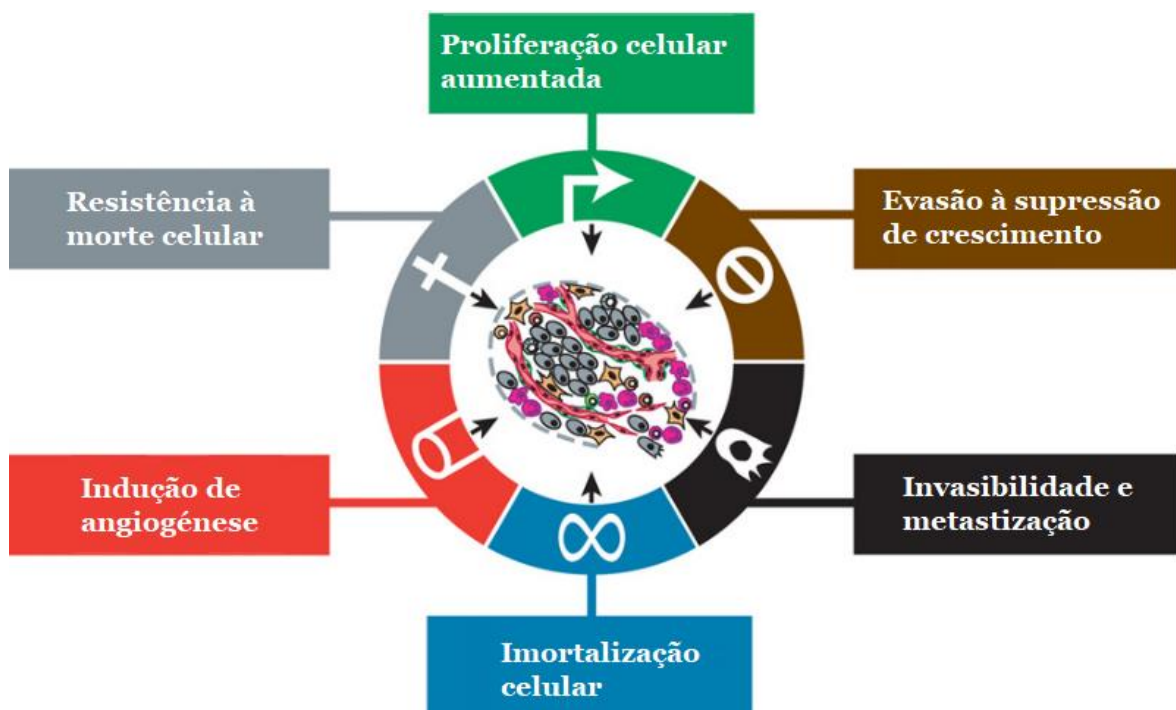 Proliferação celular
aumentada
Resistência à
morte celular
Evasão à supressão
de crescimento
Indução de
angiogénese
Invasibilidade e
metastização
Imortalização
celular